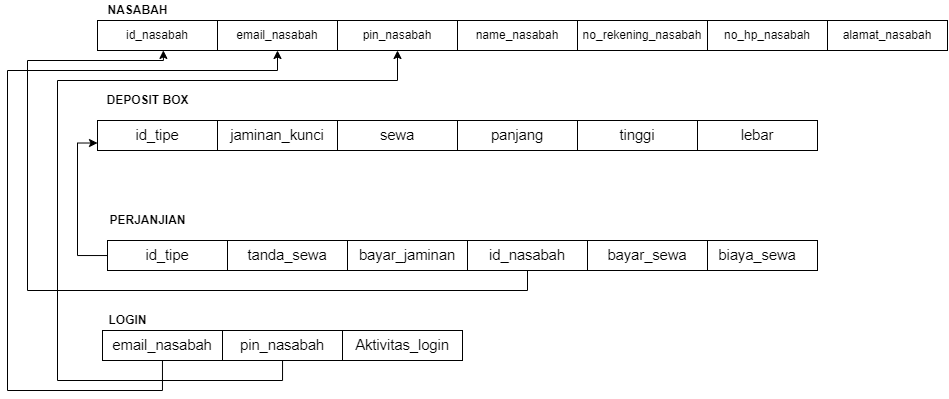 NASABAH
id_nasabah email_nasabah pin_nasabah name_nasabah no_rekening_nasabah no_hp_nasabah alamat_nasabah
DEPOSIT BOX
id_tipe jaminan_kunci sewa panjang tinggi lebar
PERJANJIAN
id_tipe tanda_sewa bayar_jaminan id_nasabah bayar_sewa biaya_sewa
LOGIN
email_nasabah pin_nasabah Aktivitas_login